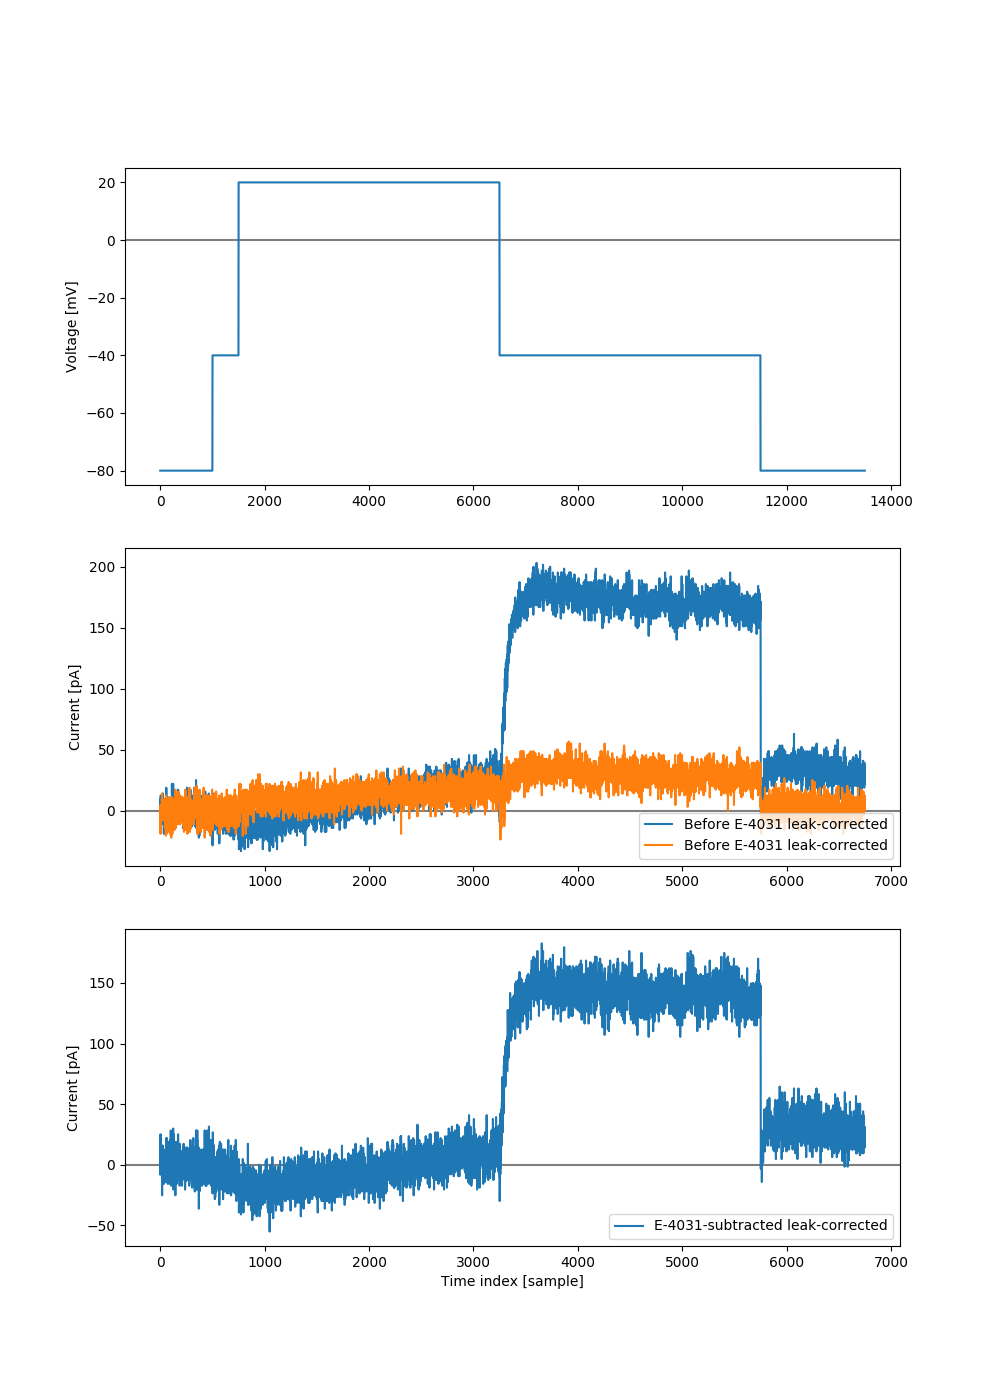 20
0
−20
−40
−60
−80
Voltage [mV]
0 2000 4000 6000 8000 10000 12000 14000
200
150
100
50
0
Current [pA]
Before E-4031 leak-corrected
Before E-4031 leak-corrected
0 1000 2000 3000 4000 5000 6000 7000
150
100
50
0
−50
Current [pA]
E-4031-subtracted leak-corrected
0 1000 2000 3000 4000 5000 6000 7000
Time index [sample]